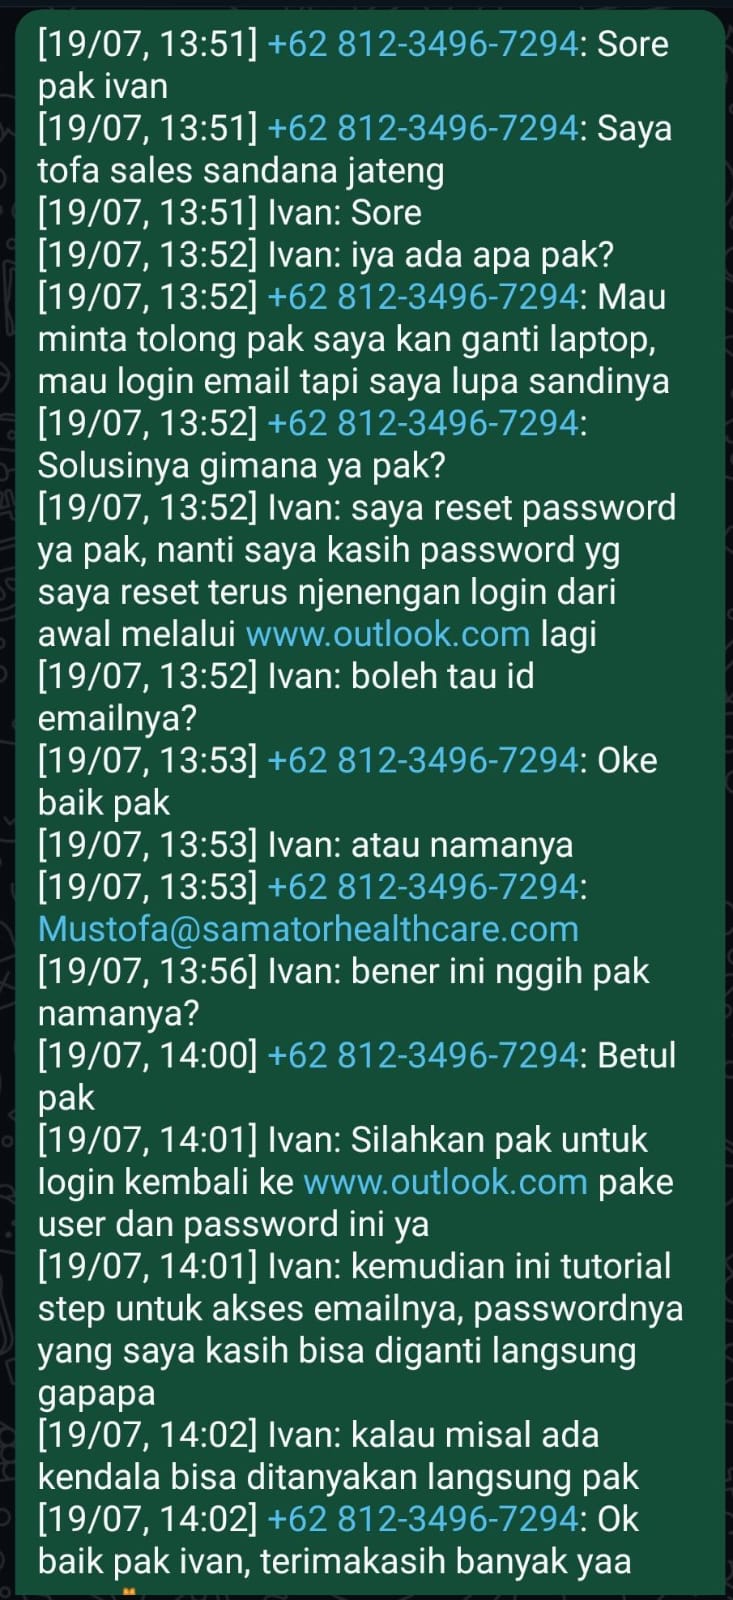 [19/07, 13:51] +62 812-3496-7294: Sore
pak ivan
[19/07, 13:51] +62 812-3496-7294: Saya
tofa sales sandana jateng
[19/07, 13:51] Ivan: Sore
[19/07, 13:52] Ivan: iya ada apa pak?
[19/07, 13:52] +62 812-3496-7294: Mau
minta tolong pak saya kan ganti laptop,
mau login email tapi saya lupa sandinya
[19/07, 13:52] +62 812-3496-7294:
Solusinya gimana ya pak?
[19/07, 13:52] Ivan: saya reset password
ya pak, nanti saya kasih password yg
saya reset terus njenengan login dari
awal melalui www.outlook.com lagi
[19/07, 13:52] Ivan: boleh tau id
emailnya?
[19/07, 13:53] +62 812-3496-7294: Oke
baik pak
[19/07, 13:53] Ivan: atau namanya
[19/07, 13:53] +62 812-3496-7294:
Mustofa@samatorhealthcare.com
[19/07, 13:56] Ivan: bener ini nggih pak
namanya?
[19/07, 14:00] +62 812-3496-7294: Betul
pak
[19/07, 14:01] Ivan: Silahkan pak untuk
login kembali ke www.outlook.com pake
user dan password ini ya
[19/07, 14:01] Ivan: kemudian ini tutorial
step untuk akses emailnya, passwordnya
yang saya kasih bisa diganti langsung
gapapa
[19/07, 14:02] Ivan: kalau misal ada
kendala bisa ditanyakan langsung pak
[19/07, 14:02] +62 812-3496-7294: Ok
baik pak ivan, terimakasih banyak yaa